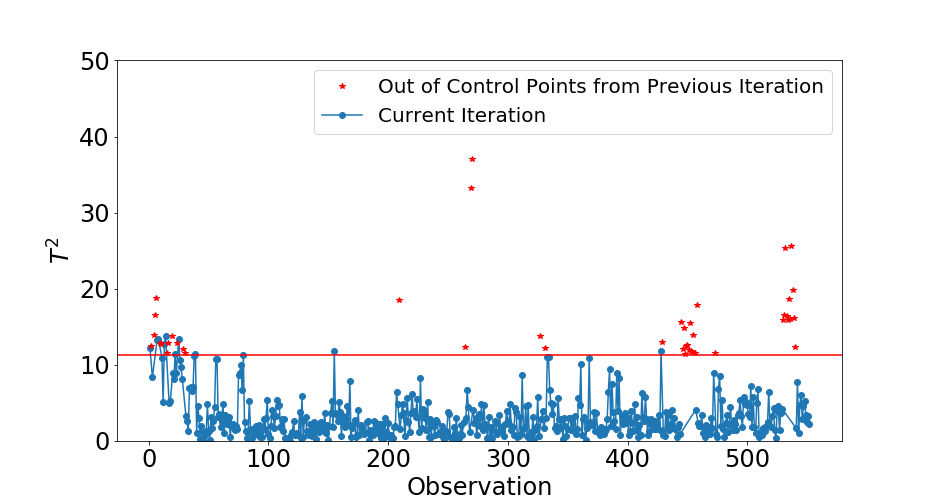 50
40
30
20
10
0
T²
Out of Control Points from Previous Iteration
Current Iteration
0 100 200 300 400 500
Observation